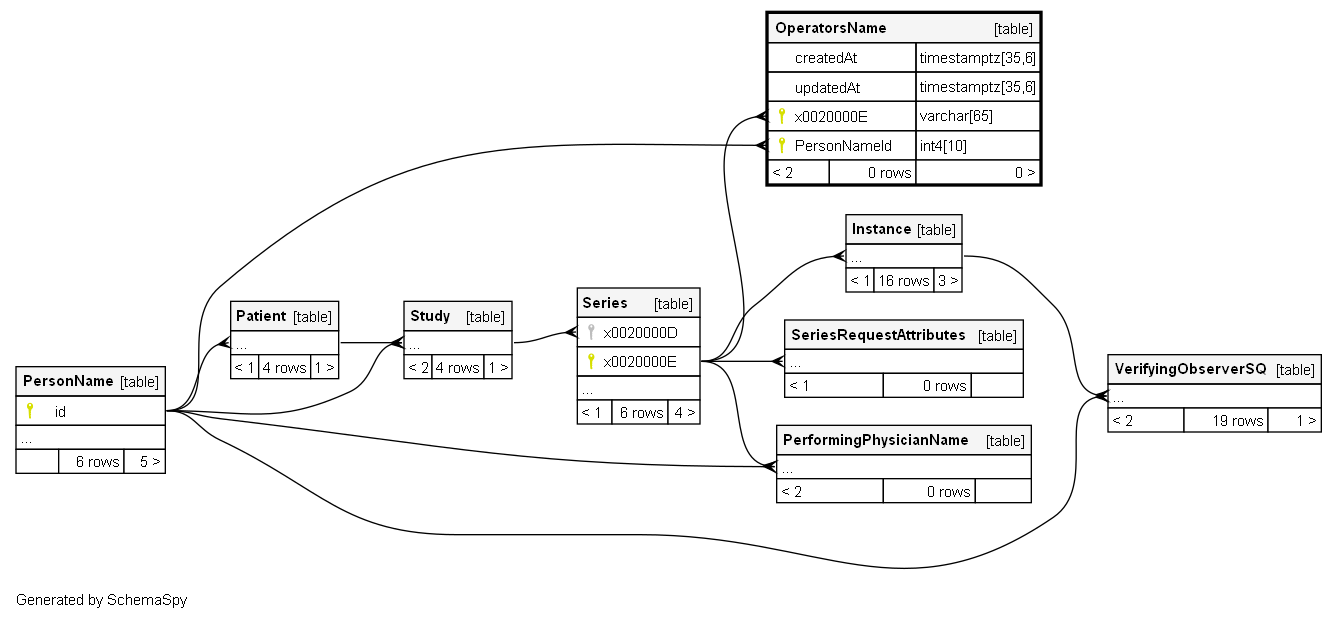 OperatorsName [table]
createdAt timestamptz[35,6]
updatedAt timestamptz[35,6]
x0020000E varchar[65]
PersonNameId int4[10]
< 2 0 rows 0 >
Instance [table]
...
< 1 16 rows 3 >
Series [table]
x0020000D
x0020000E
...
< 1 6 rows 4 >
Patient [table]
...
< 1 4 rows 1 >
Study [table]
...
< 2 4 rows 1 >
SeriesRequestAttributes [table]
...
< 1 0 rows
VerifyingObserverSQ [table]
...
< 2 19 rows 1 >
PersonName [table]
id
...
6 rows 5 >
PerformingPhysicianName [table]
...
< 2 0 rows
Generated by SchemaSpy